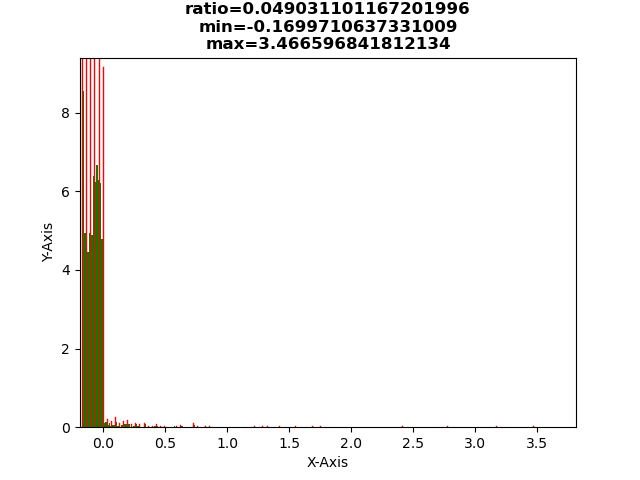 ratio=0.049031101167201996
min=-0.1699710637331009
max=3.466596841812134
8
6
4
2
0
Y-Axis
0.0 0.5 1.0 1.5 2.0 2.5 3.0 3.5
X-Axis